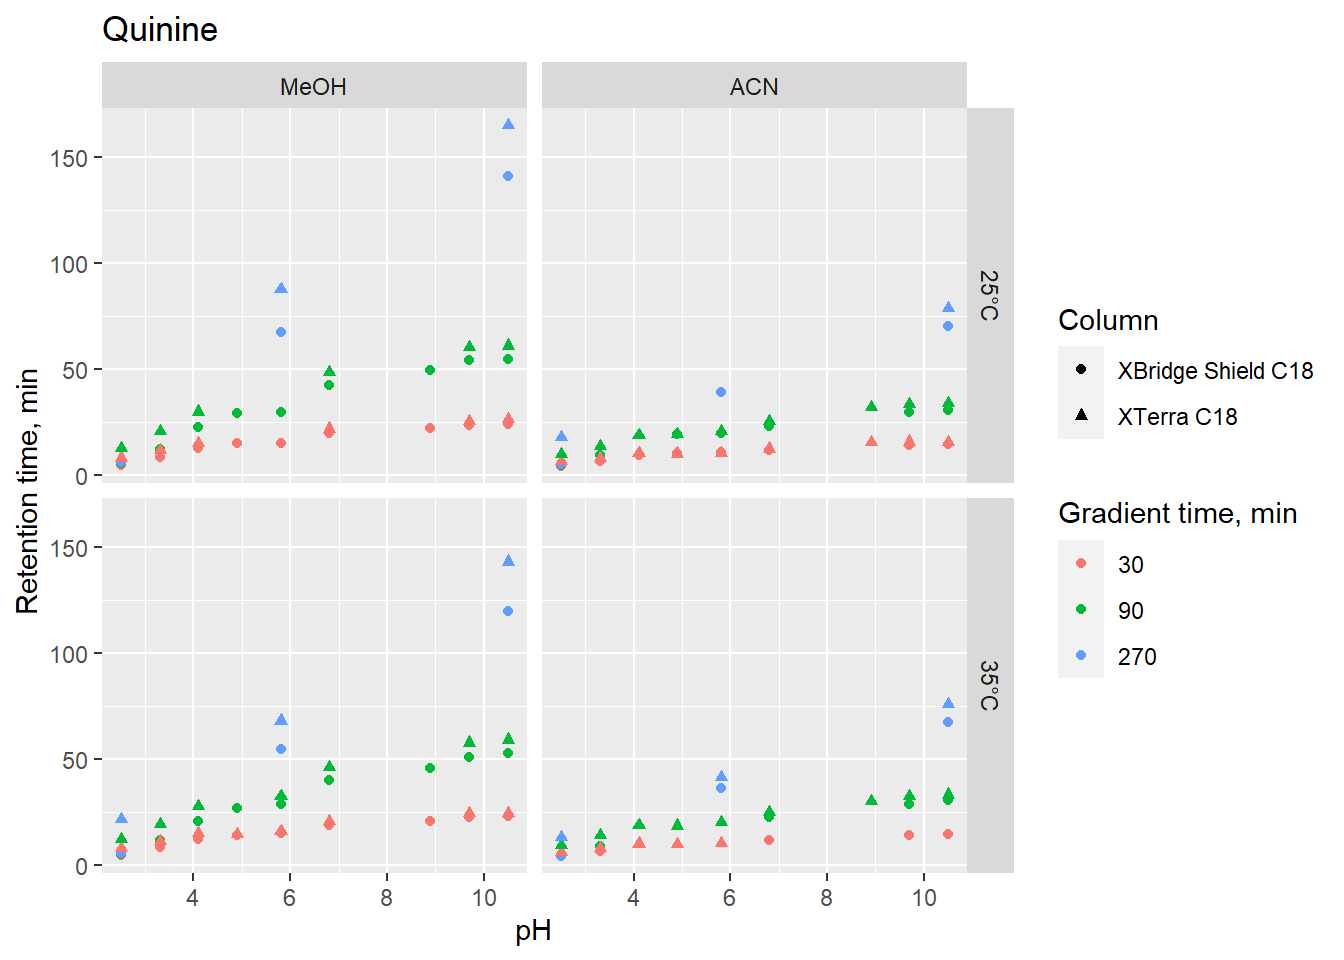 Quinine
MeOH
ACN
150
100
50
0
25°C
150
100
50
0
35°C
4
6
8
10
4
6
8
10
pH
Retention time, min
Column
XBridge Shield C18
XTerra C18
Gradient time, min
30
90
270